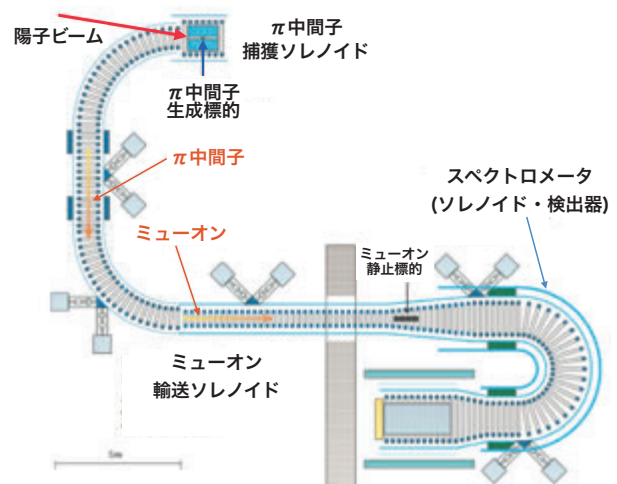 陽子ビーム
π中間子
捕獲ソレノイド
π中間子
生成標的
π中間子
スペクトロメータ
(ソレノイド・検出器)
ミューオン
ミューオン
静止標的
ミューオン
輸送ソレノイド
5m